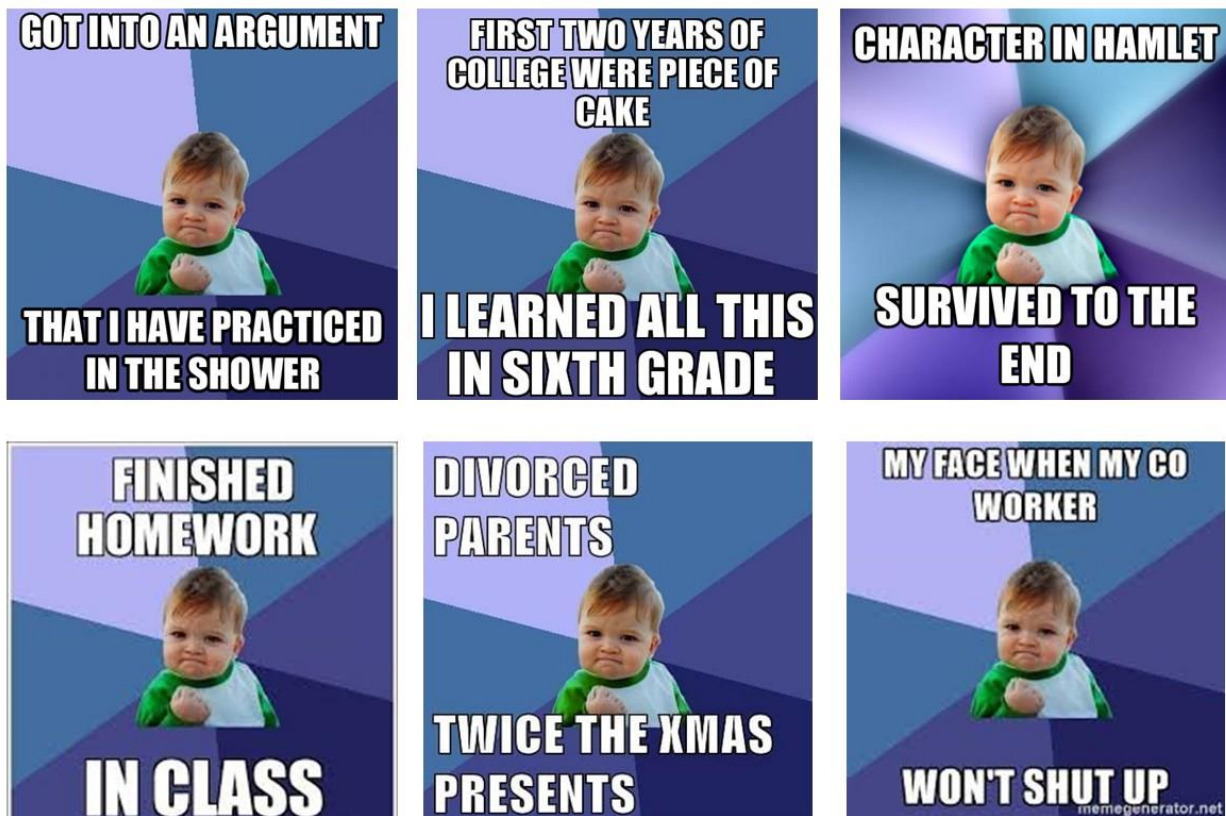 GOT INTO AN ARGUMENT
THAT I HAVE PRACTICED
IN THE SHOWER
FIRST TWO YEARS OF
COLLEGE WERE PIECE OF
CAKE
I LEARNED ALL THIS
IN SIXTH GRADE
CHARACTER IN HAMLET
SURVIVED TO THE
END
FINISHED
HOMEWORK
IN CLASS
DIVORCED
PARENTS
TWICE THE XMAS
PRESENTS
MY FACE WHEN MY CO
WORKER
WON'T SHUT UP
memegenerator.net